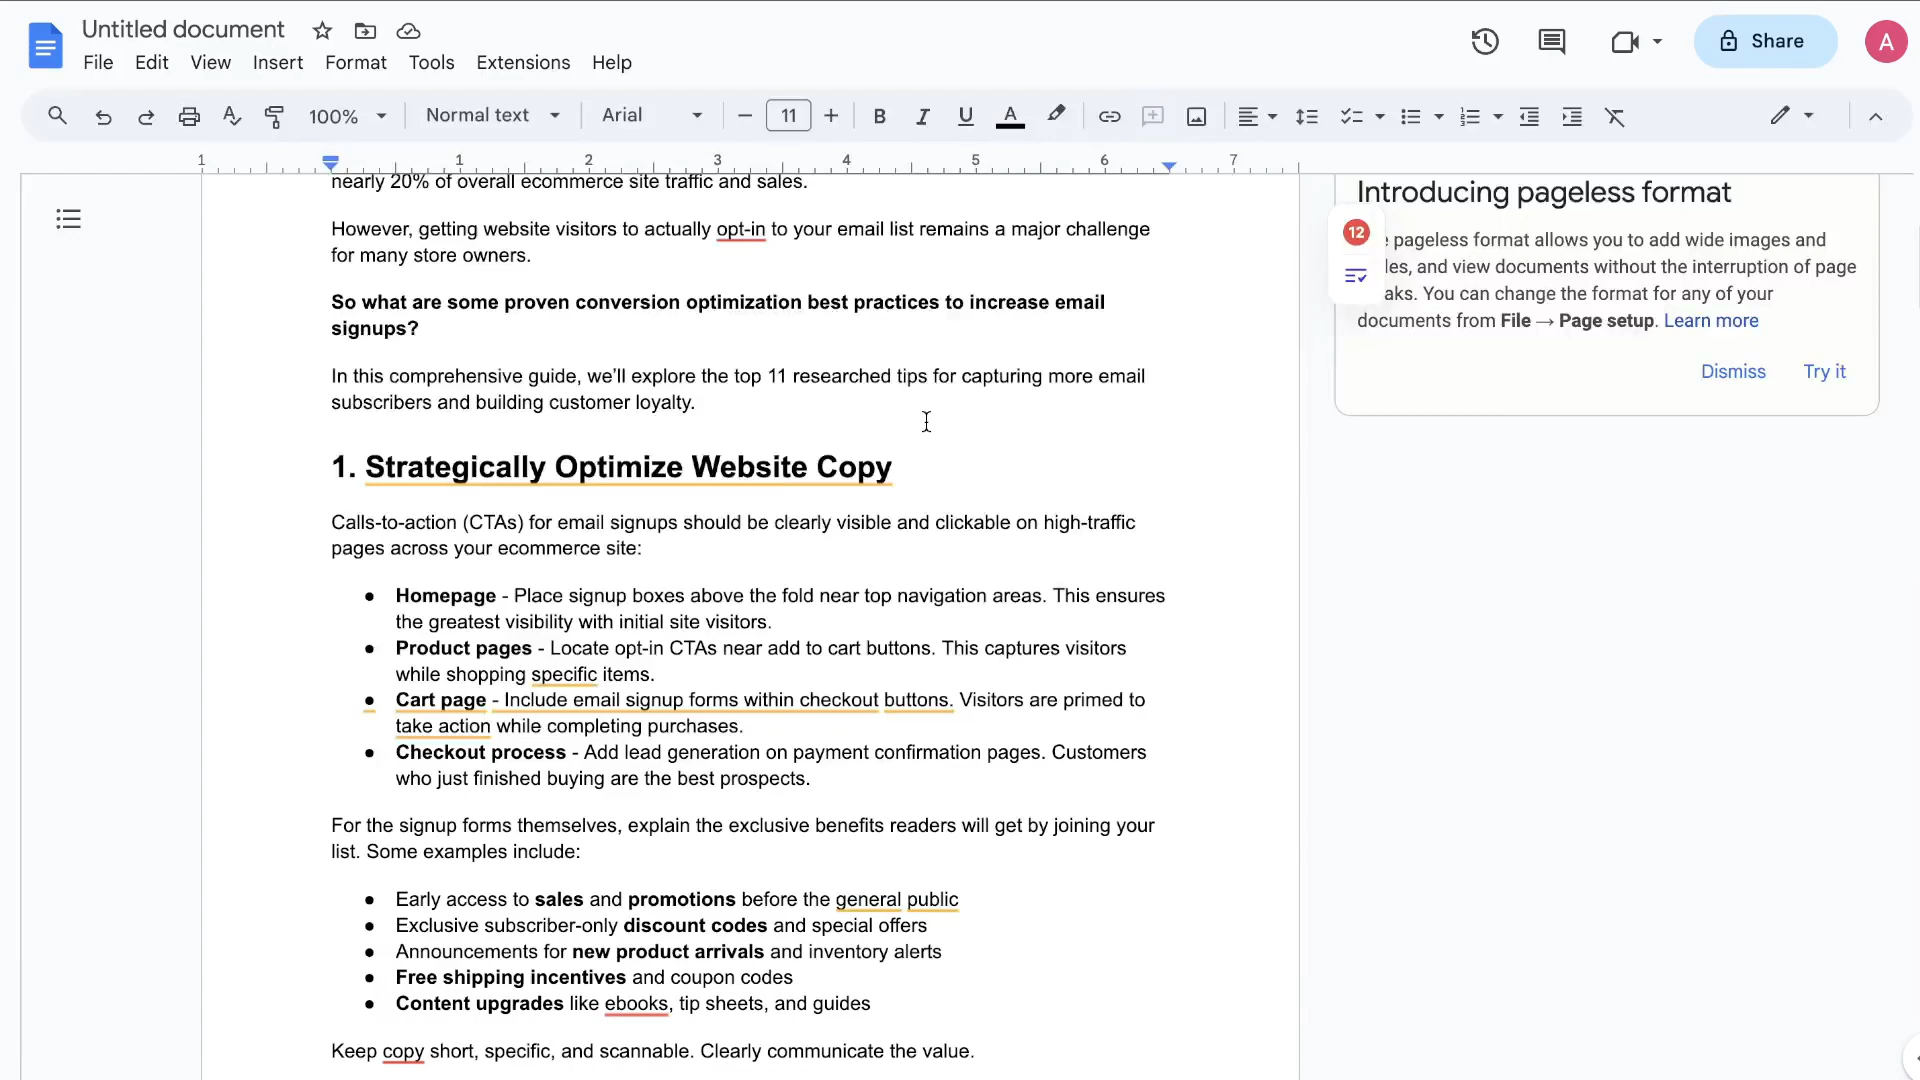 Untitled document
File Edit View Insert Format Tools Extensions Help
Share
A
100% Normal text Arial 11 B I U A
1 1 2 3 4 5 6 7
nearly 20% of overall ecommerce site traffic and sales.
However, getting website visitors to actually opt-in to your email list remains a major challenge
for many store owners.
So what are some proven conversion optimization best practices to increase email
signups?
In this comprehensive guide, we’ll explore the top 11 researched tips for capturing more email
subscribers and building customer loyalty.
1. Strategically Optimize Website Copy
Calls-to-action (CTAs) for email signups should be clearly visible and clickable on high-traffic
pages across your ecommerce site:
● Homepage - Place signup boxes above the fold near top navigation areas. This ensures
the greatest visibility with initial site visitors.
● Product pages - Locate opt-in CTAs near add to cart buttons. This captures visitors
while shopping specific items.
● Cart page - Include email signup forms within checkout buttons. Visitors are primed to
take action while completing purchases.
● Checkout process - Add lead generation on payment confirmation pages. Customers
who just finished buying are the best prospects.
For the signup forms themselves, explain the exclusive benefits readers will get by joining your
list. Some examples include:
● Early access to sales and promotions before the general public
● Exclusive subscriber-only discount codes and special offers
● Announcements for new product arrivals and inventory alerts
● Free shipping incentives and coupon codes
● Content upgrades like ebooks, tip sheets, and guides
Keep copy short, specific, and scannable. Clearly communicate the value.
Introducing pageless format
12
pageless format allows you to add wide images and
les, and view documents without the interruption of page
aks. You can change the format for any of your
documents from File → Page setup. Learn more
Dismiss Try it